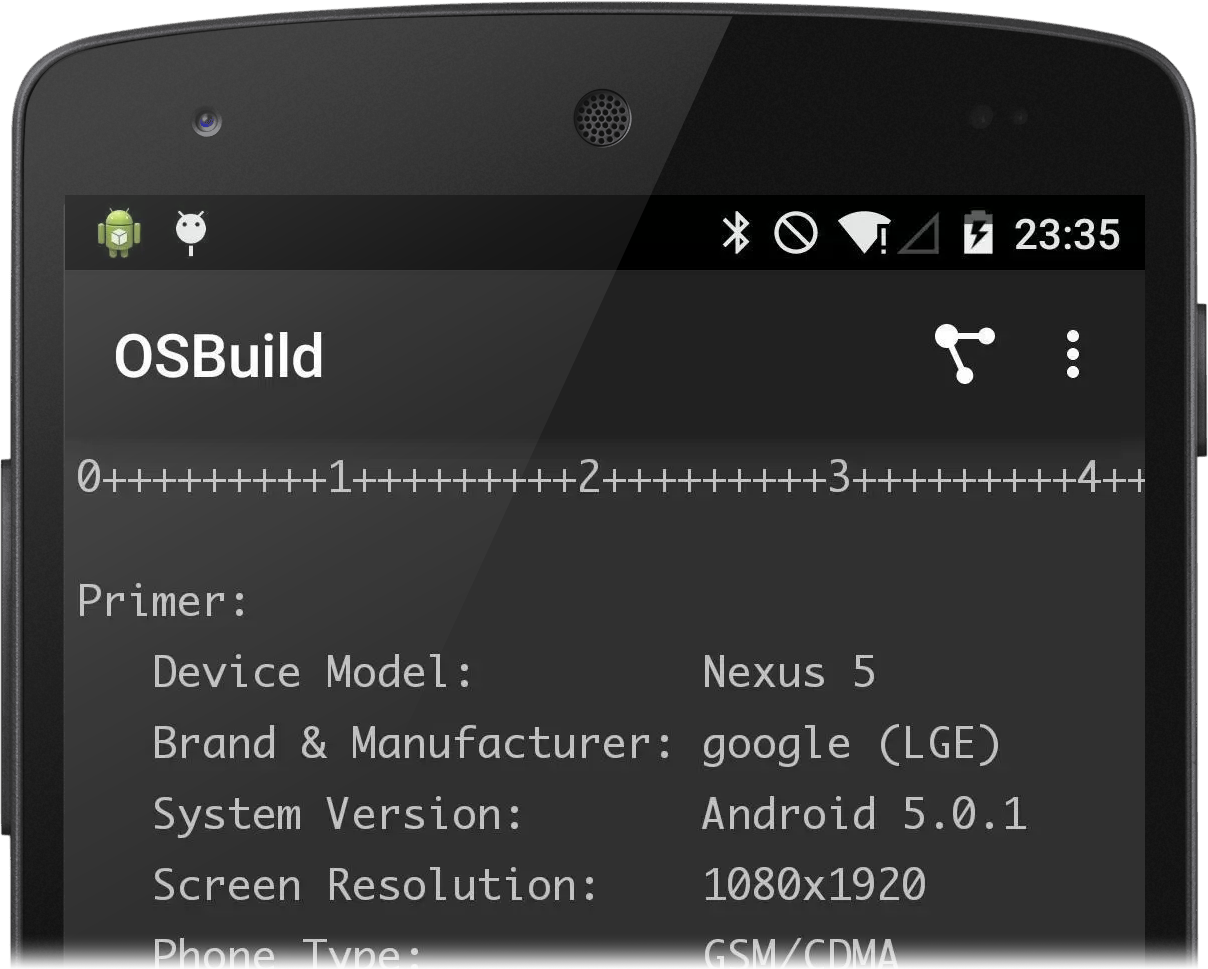 23:35
OSBuild
0+++++++++1+++++++++2+++++++++3+++++++++4++
Primer:
Device Model: Nexus 5
Brand & Manufacturer: google (LGE)
System Version: Android 5.0.1
Screen Resolution: 1080x1920
Phone Type: GSM/CDMA